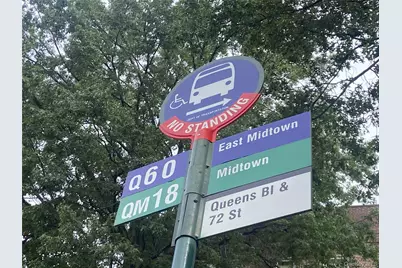 NO STANDING
Q60
East Midtown
QM18
Midtown
Queens Bl &
72 St